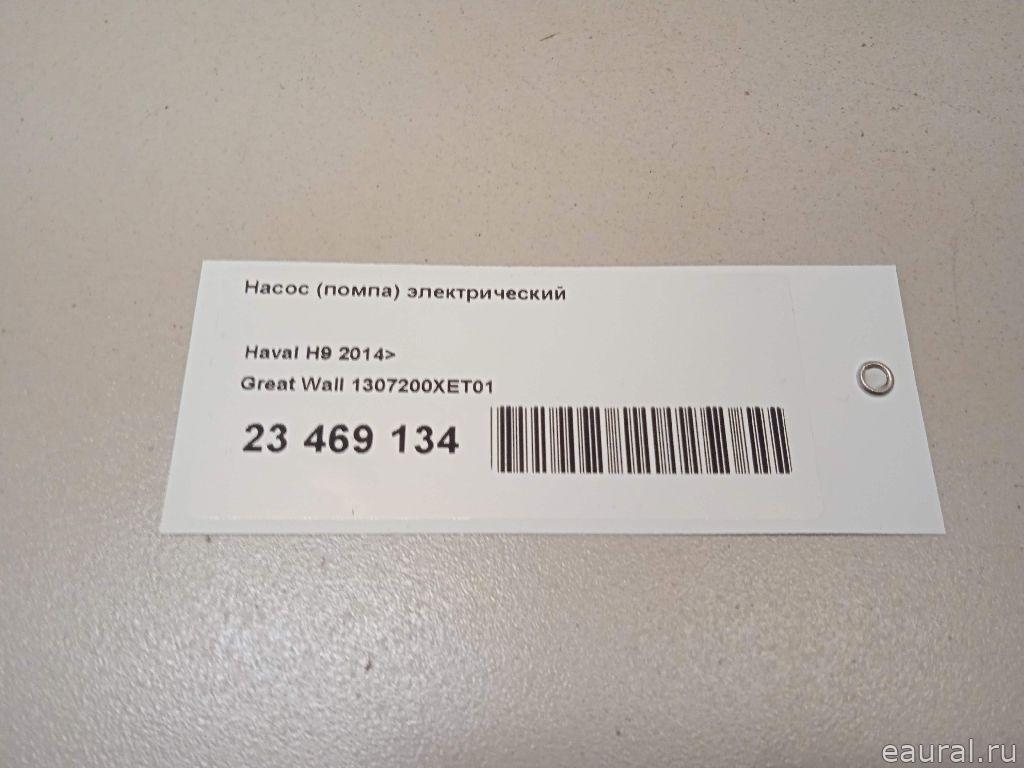 Насос (помпа) электрический
Haval H9 2014>
Great Wall 1307200XET01
23 469 134
eaural.ru